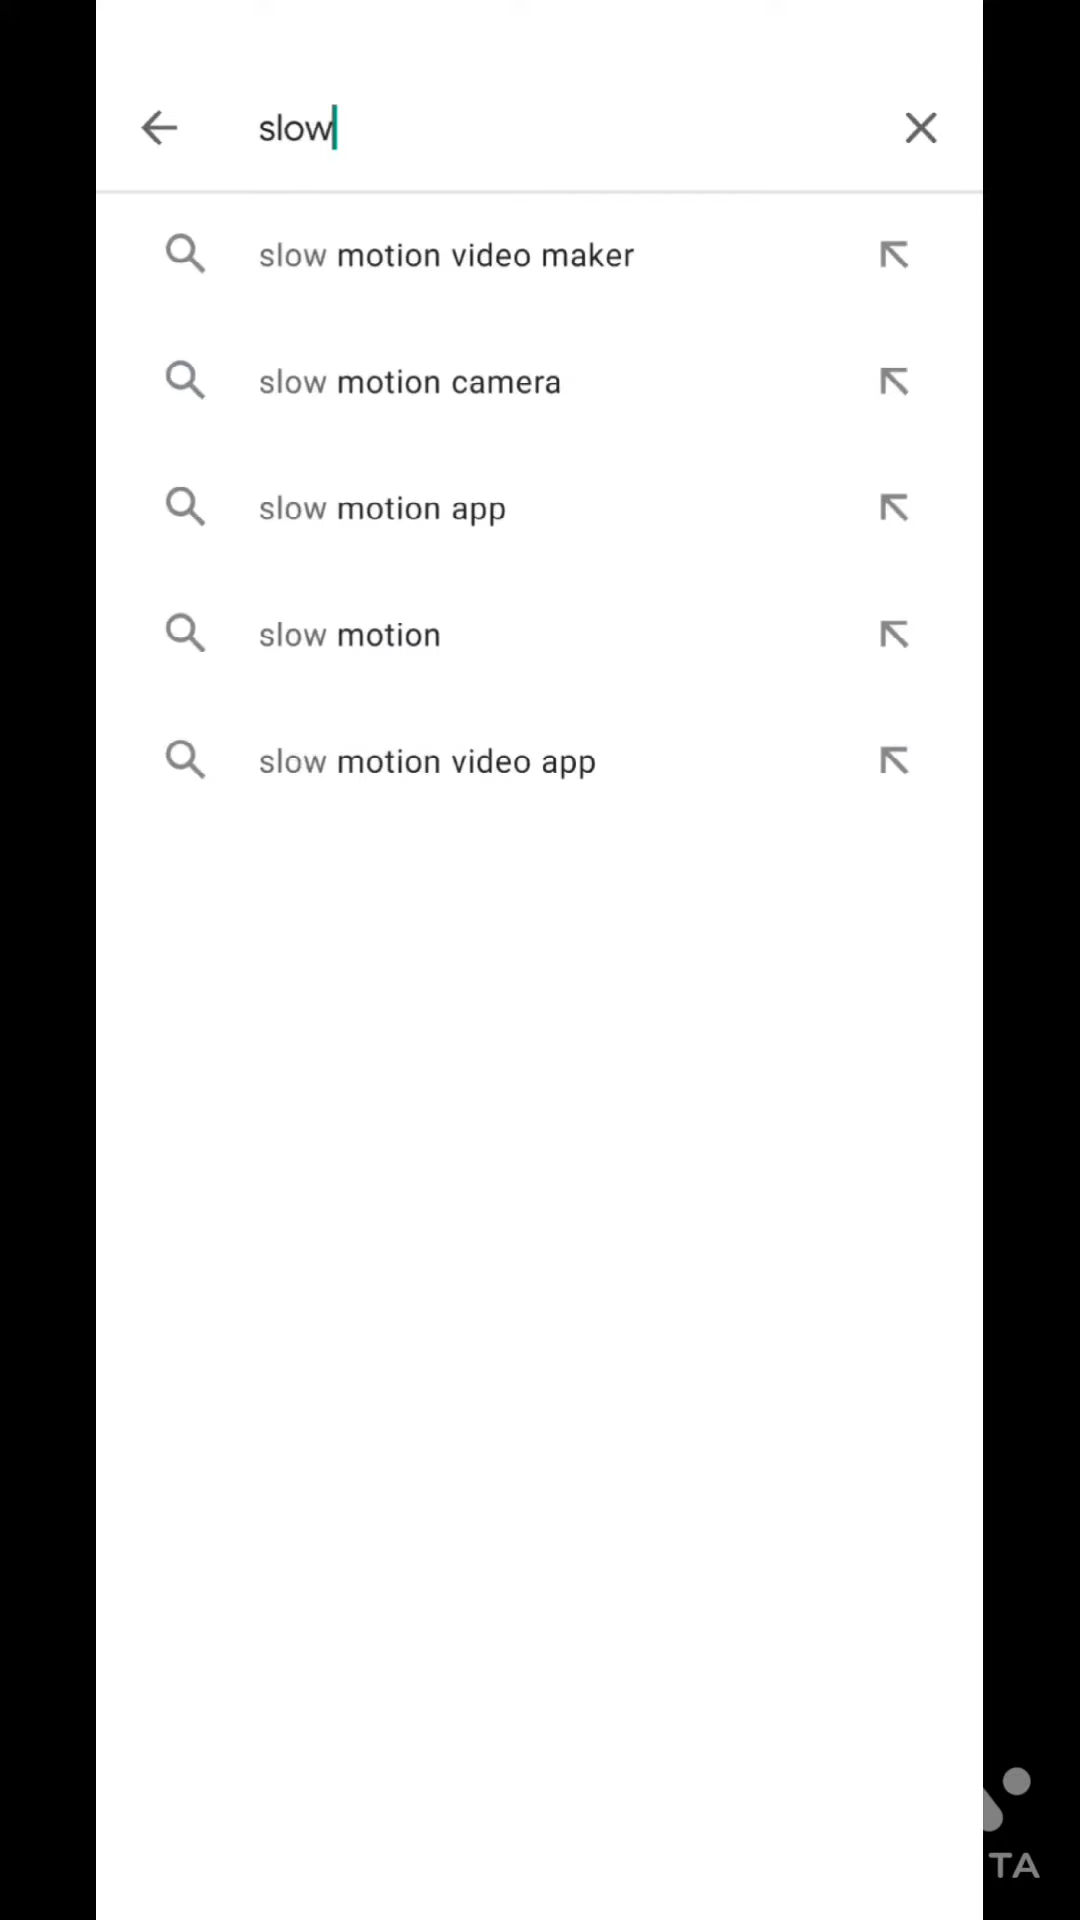 slow
slow motion video maker
slow motion camera
slow motion app
slow motion
slow motion video app
TA